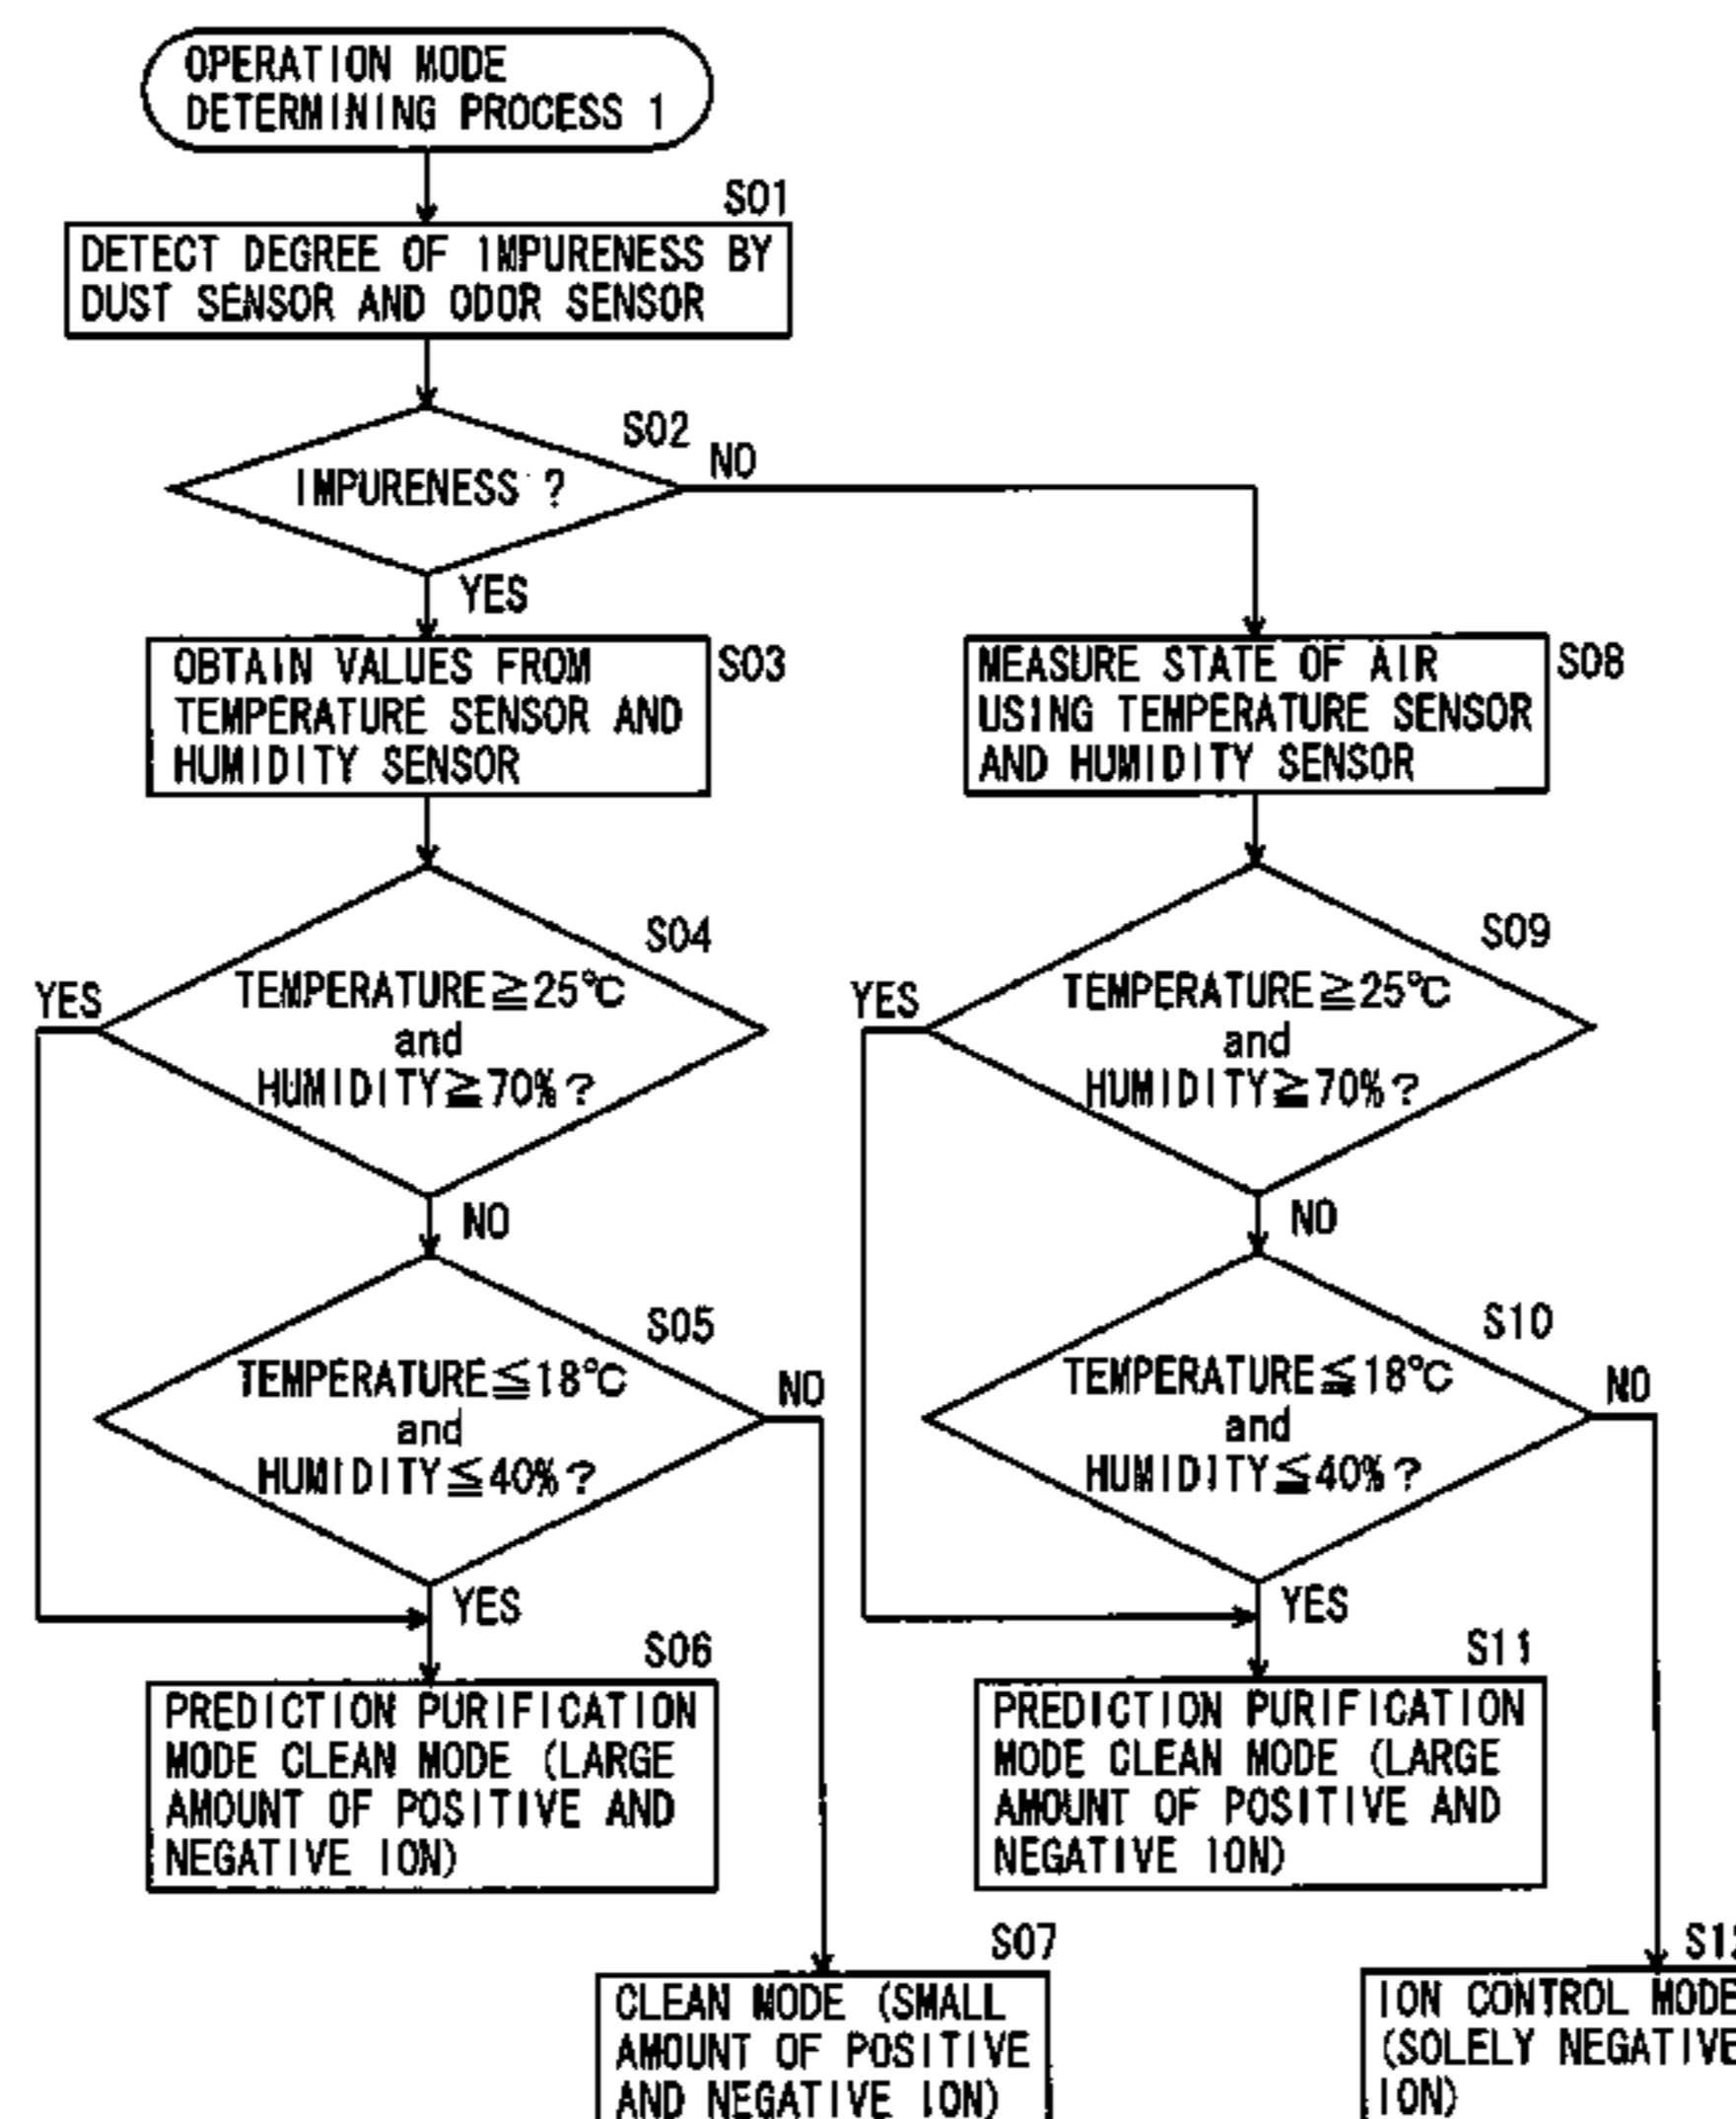 OPERATION MODE
DETERMINING PROCESS 1
S01
DETECT DEGREE OF IMPURENESS BY
DUST SENSOR AND ODOR SENSOR
S02
NO
IMPURENESS ?
YES
OBTAIN VALUES FROM
TEMPERATURE SENSOR AND
HUMIDITY SENSOR
S03
MEASURE STATE OF AIR
USING TEMPERATURE SENSOR
AND HUMIDITY SENSOR
S08
S04
YES
TEMPERATURE≧25℃
and
HUMIDITY≧70%?
NO
S09
YES
TEMPERATURE≧25℃
and
HUMIDITY≧70%?
NO
S05
TEMPERATURE≦18℃
and
HUMIDITY≦40%?
NO
YES
S10
TEMPERATURE≦18℃
and
HUMIDITY≦40%?
NO
YES
S06
PREDICTION PURIFICATION
MODE CLEAN MODE (LARGE
AMOUNT OF POSITIVE AND
NEGATIVE ION)
S11
PREDICTION PURIFICATION
MODE CLEAN MODE (LARGE
AMOUNT OF POSITIVE AND
NEGATIVE ION)
S07
CLEAN MODE (SMALL
AMOUNT OF POSITIVE
AND NEGATIVE ION)
S12
ION CONTROL MODE
(SOLELY NEGATIVE
ION)